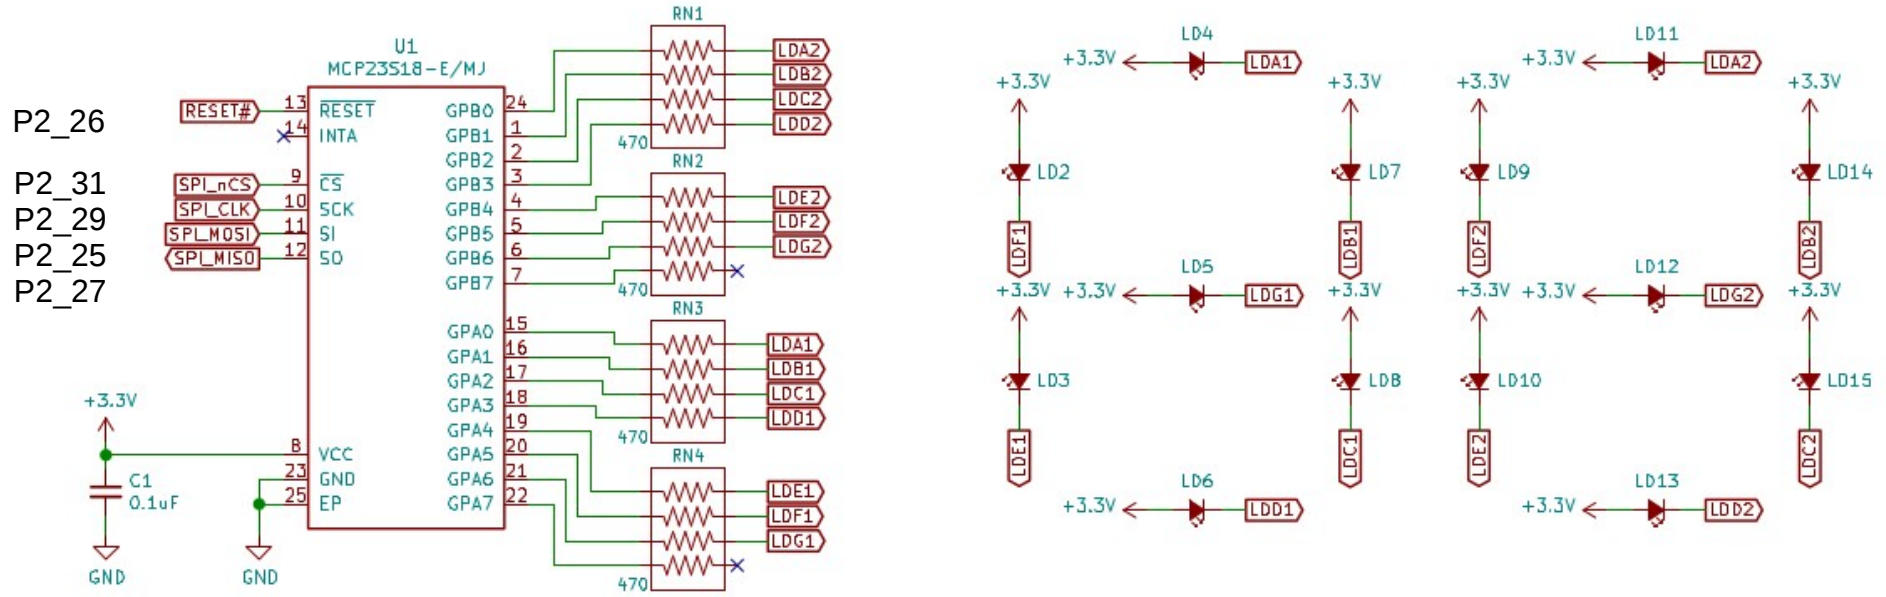 P2_26
P2_31
P2_29
P2_25
P2_27
U1
MCP23S18-E/MJ
RESET#
13
RESET
14
INTA
SPI_nCS
9
CS
SPI_CLK
10
SCK
SPI_MOSI
11
SI
SPI_MISO
12
SO
8
VCC
23
GND
25
EP
+3.3V
C1
0.1uF
GND
GND
GPB0
24
GPB1
1
GPB2
2
GPB3
3
GPB4
4
GPB5
5
GPB6
6
GPB7
7
GPA0
15
GPA1
16
GPA2
17
GPA3
18
GPA4
19
GPA5
20
GPA6
21
GPA7
22
RN1
470
LDA2
LDB2
LDC2
LDD2
RN2
470
LDE2
LDF2
LDG2
RN3
470
LDA1
LDB1
LDC1
LDD1
RN4
470
LDE1
LDF1
LDG1
LD4
+3.3V
LDA1
+3.3V
LD2
LDF1
+3.3V
LD7
LDB1
LD5
+3.3V
LDG1
+3.3V
LD3
LDE1
+3.3V
LD8
LDC1
LD6
+3.3V
LDD1
LD11
+3.3V
LDA2
+3.3V
LD9
LDF2
+3.3V
LD14
LDB2
LD12
+3.3V
LDG2
+3.3V
LD10
LDE2
+3.3V
LD15
LDC2
LD13
+3.3V
LDD2